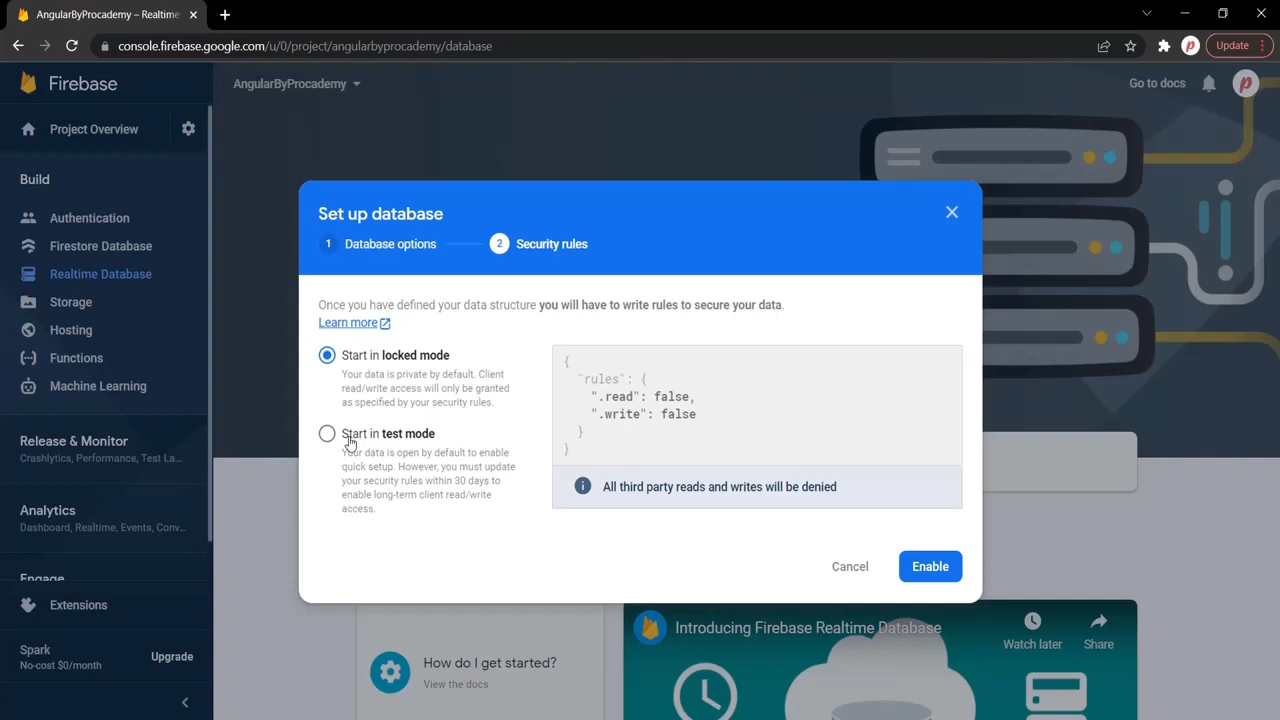 AngularByProcademy – Realtime
console.firebase.google.com/u/0/project/angularbyprocademy/database
Update
Firebase
AngularByProcademy
Go to docs
Project Overview
Build
Authentication
Firestore Database
Realtime Database
Storage
Hosting
Functions
Machine Learning
Release & Monitor
Crashlytics, Performance, Test La...
Analytics
Dashboard, Realtime, Events, Conv...
Engage
Extensions
Spark
No-cost $0/month
Upgrade
Set up database
1 Database options
2 Security rules
Once you have defined your data structure you will have to write rules to secure your data.
Learn more
Start in locked mode
Your data is private by default. Client
read/write access will only be granted
as specified by your security rules.
Start in test mode
Your data is open by default to enable
quick setup. However, you must update
your security rules within 30 days to
enable long-term client read/write
access.
{
"rules": {
".read": false,
".write": false
}
}
All third party reads and writes will be denied
Cancel
Enable
How do I get started?
View the docs
Introducing Firebase Realtime Database
Watch later
Share